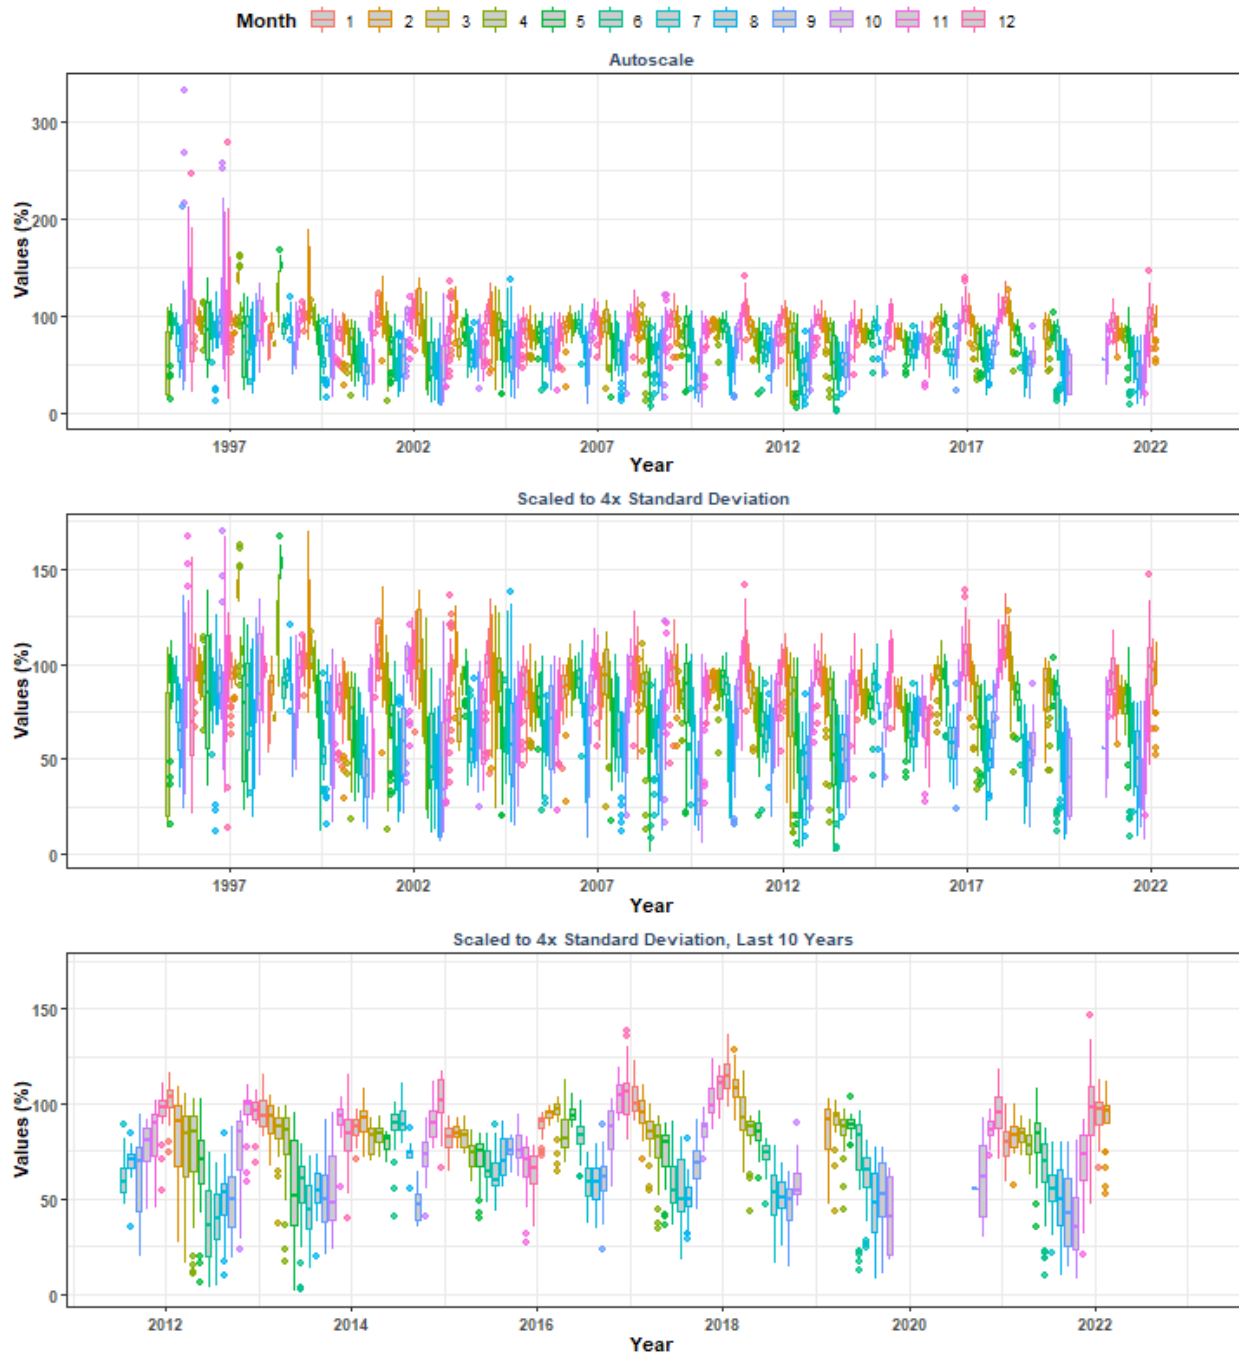 Month 1 2 3 4 5 6 7 8 9 10 11 12
Autoscale
Values (%)
300
200
100
0
1997 2002 2007 2012 2017 2022
Year
Scaled to 4x Standard Deviation
Values (%)
150
100
50
0
1997 2002 2007 2012 2017 2022
Year
Scaled to 4x Standard Deviation, Last 10 Years
Values (%)
150
100
50
0
2012 2014 2016 2018 2020 2022
Year